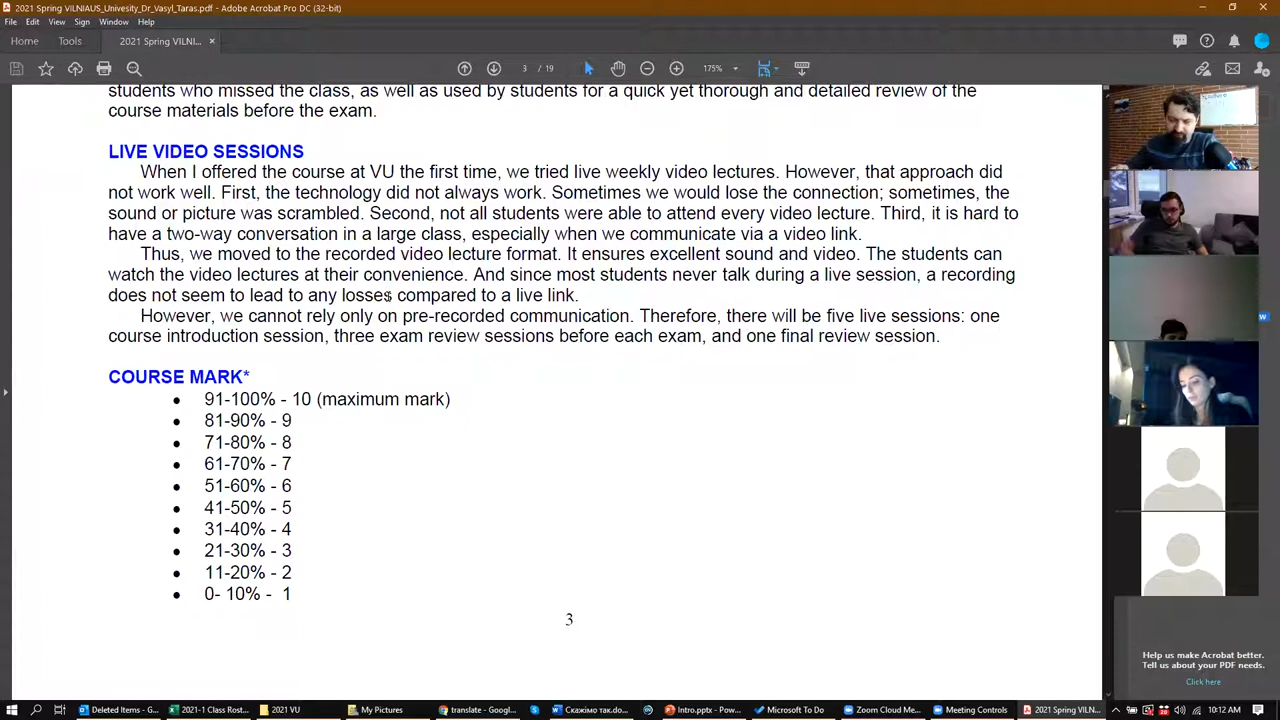 2021 Spring VILNIAUS_Univesity_Dr_Vasyl_Taras.pdf - Adobe Acrobat Pro DC (32-bit)
File Edit View Sign Window Help
Home Tools 2021 Spring VILNI... ×
3 / 19 175%
students who missed the class, as well as used by students for a quick yet thorough and detailed review of the
course materials before the exam.
LIVE VIDEO SESSIONS
When I offered the course at VU the first time, we tried live weekly video lectures. However, that approach did
not work well. First, the technology did not always work. Sometimes we would lose the connection; sometimes, the
sound or picture was scrambled. Second, not all students were able to attend every video lecture. Third, it is hard to
have a two-way conversation in a large class, especially when we communicate via a video link.
Thus, we moved to the recorded video lecture format. It ensures excellent sound and video. The students can
watch the video lectures at their convenience. And since most students never talk during a live session, a recording
does not seem to lead to any losses compared to a live link.
However, we cannot rely only on pre-recorded communication. Therefore, there will be five live sessions: one
course introduction session, three exam review sessions before each exam, and one final review session.
COURSE MARK*
• 91-100% - 10 (maximum mark)
• 81-90% - 9
• 71-80% - 8
• 61-70% - 7
• 51-60% - 6
• 41-50% - 5
• 31-40% - 4
• 21-30% - 3
• 11-20% - 2
• 0- 10% - 1
3
Help us make Acrobat better.
Tell us about your PDF needs.
Click here
Deleted Items - G... 2021-1 Class Rost... 2021 VU My Pictures translate - Googl... Скажімо так.do... Intro.pptx - Pow... Microsoft To Do Zoom Cloud Me... Meeting Controls 2021 Spring VILN... 10:12 AM